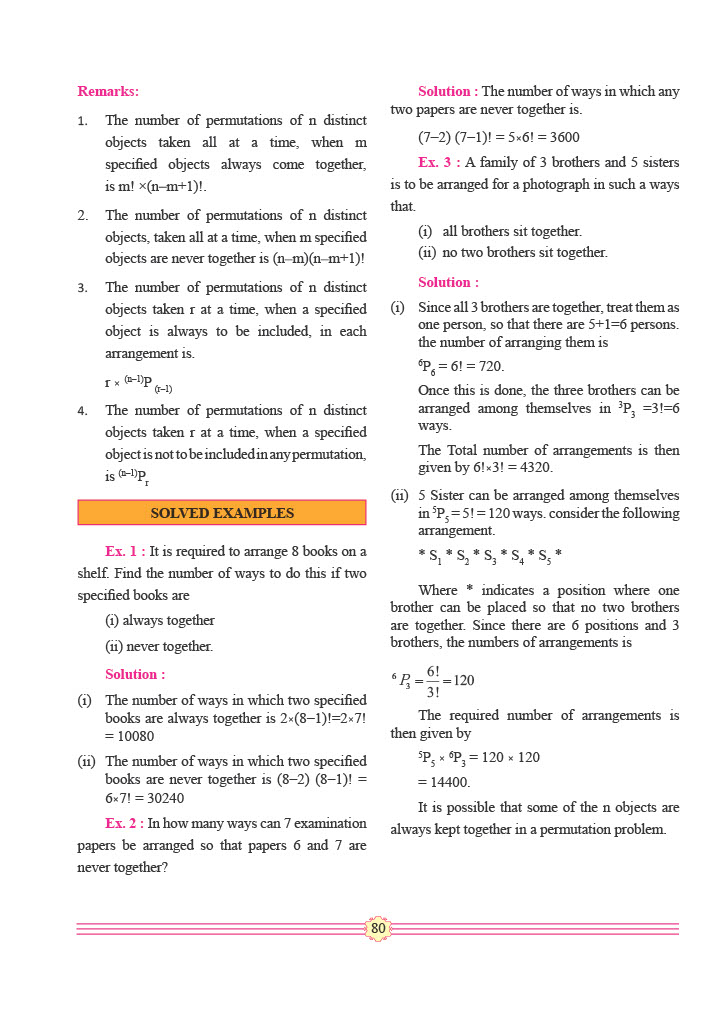 Remarks:
1. The number of permutations of n distinct
objects taken all at a time, when m
specified objects always come together,
is m! ×(n–m+1)!.
2. The number of permutations of n distinct
objects, taken all at a time, when m specified
objects are never together is (n–m)(n–m+1)!
3. The number of permutations of n distinct
objects taken r at a time, when a specified
object is always to be included, in each
arrangement is.
r × ⁽ⁿ⁻¹⁾P ₍ᵣ₋₁₎
4. The number of permutations of n distinct
objects taken r at a time, when a specified
object is not to be included in any permutation,
is ⁽ⁿ⁻¹⁾Pᵣ
SOLVED EXAMPLES
Ex. 1 : It is required to arrange 8 books on a
shelf. Find the number of ways to do this if two
specified books are
(i) always together
(ii) never together.
Solution :
(i) The number of ways in which two specified
books are always together is 2×(8–1)!=2×7!
= 10080
(ii) The number of ways in which two specified
books are never together is (8–2) (8–1)! =
6×7! = 30240
Ex. 2 : In how many ways can 7 examination
papers be arranged so that papers 6 and 7 are
never together?
Solution : The number of ways in which any
two papers are never together is.
(7–2) (7–1)! = 5×6! = 3600
Ex. 3 : A family of 3 brothers and 5 sisters
is to be arranged for a photograph in such a ways
that.
(i) all brothers sit together.
(ii) no two brothers sit together.
Solution :
(i) Since all 3 brothers are together, treat them as
one person, so that there are 5+1=6 persons.
the number of arranging them is
⁶P₆ = 6! = 720.
Once this is done, the three brothers can be
arranged among themselves in ³P₃ =3!=6
ways.
The Total number of arrangements is then
given by 6!×3! = 4320.
(ii) 5 Sister can be arranged among themselves
in ⁵P₅ = 5! = 120 ways. consider the following
arrangement.
* S₁ * S₂ * S₃ * S₄ * S₅ *
Where * indicates a position where one
brother can be placed so that no two brothers
are together. Since there are 6 positions and 3
brothers, the numbers of arrangements is
⁶P₃ = 6!/3! = 120
The required number of arrangements is
then given by
⁵P₅ × ⁶P₃ = 120 × 120
= 14400.
It is possible that some of the n objects are
always kept together in a permutation problem.
80